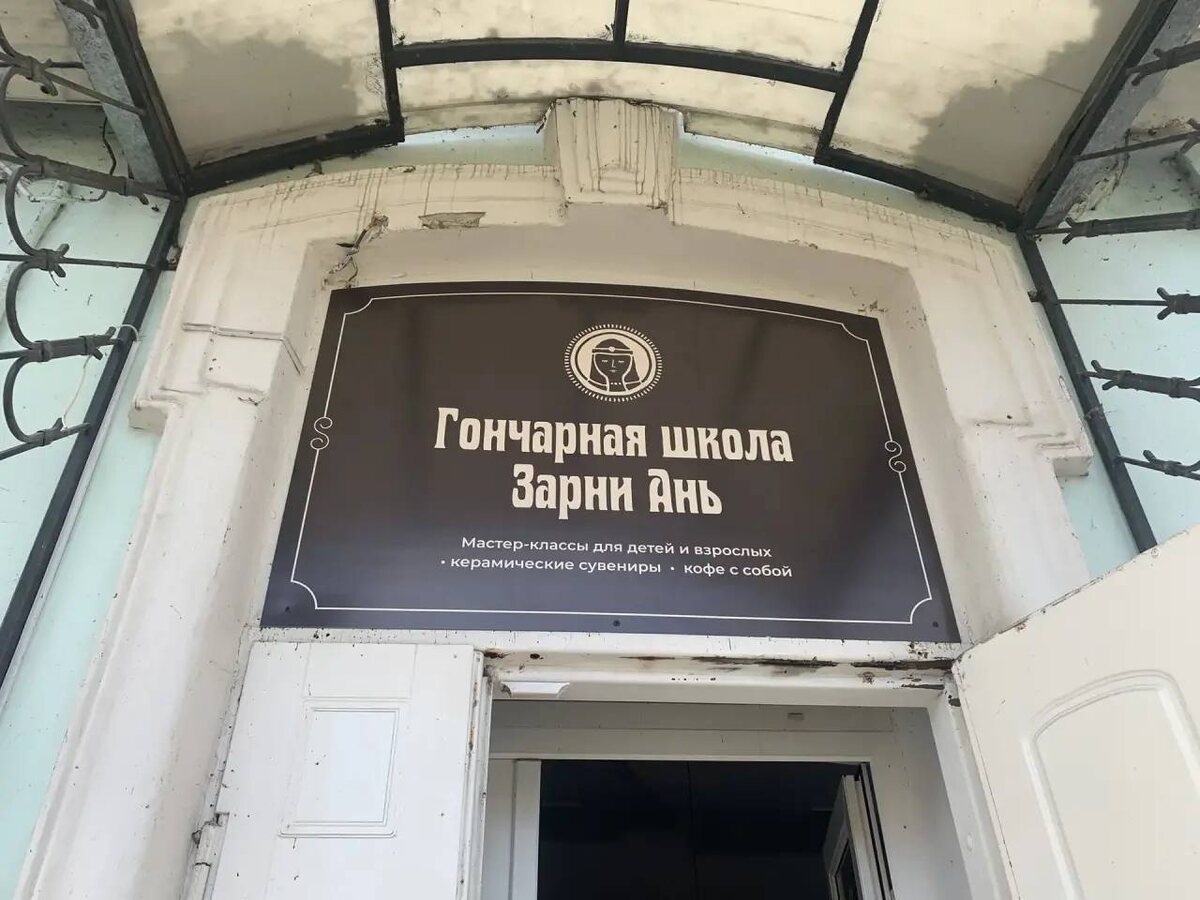 Гончарная школа
Зарни Ань
Мастер-классы для детей и взрослых
• керамические сувениры • кофе с собой